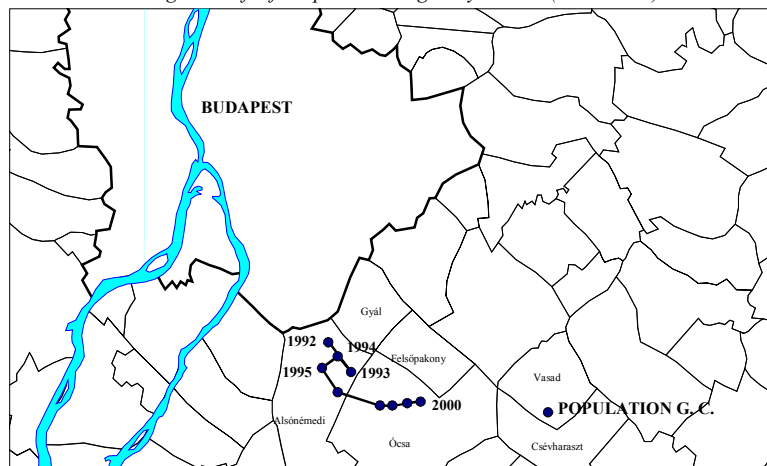 BUDAPEST
Gyál
1992
1994
Felsőpakony
1995
1993
Vasad
2000
POPULATION G. C.
Alsónémedi
Ócsa
Csévharaszt